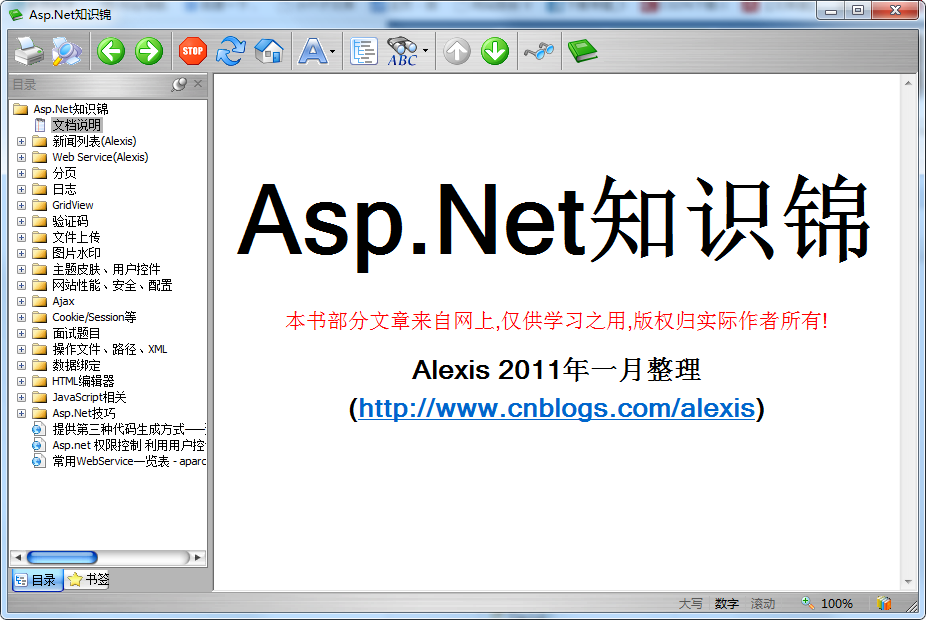 Asp.Net知识锦
STOP
ABC
目录
Asp.Net知识锦
文档说明
新闻列表(Alexis)
Web Service(Alexis)
分页
日志
GridView
验证码
文件上传
图片水印
主题皮肤、用户控件
网站性能、安全、配置
Ajax
Cookie/Session等
面试题目
操作文件、路径、XML
数据绑定
HTML编辑器
JavaScript相关
Asp.Net技巧
提供第三种代码生成方式——
Asp.net 权限控制 利用用户控
常用WebService一览表 - aparc
目录
书签
Asp.Net知识锦
本书部分文章来自网上,仅供学习之用,版权归实际作者所有!
Alexis 2011年一月整理
(http://www.cnblogs.com/alexis)
大写 数字 滚动 100%